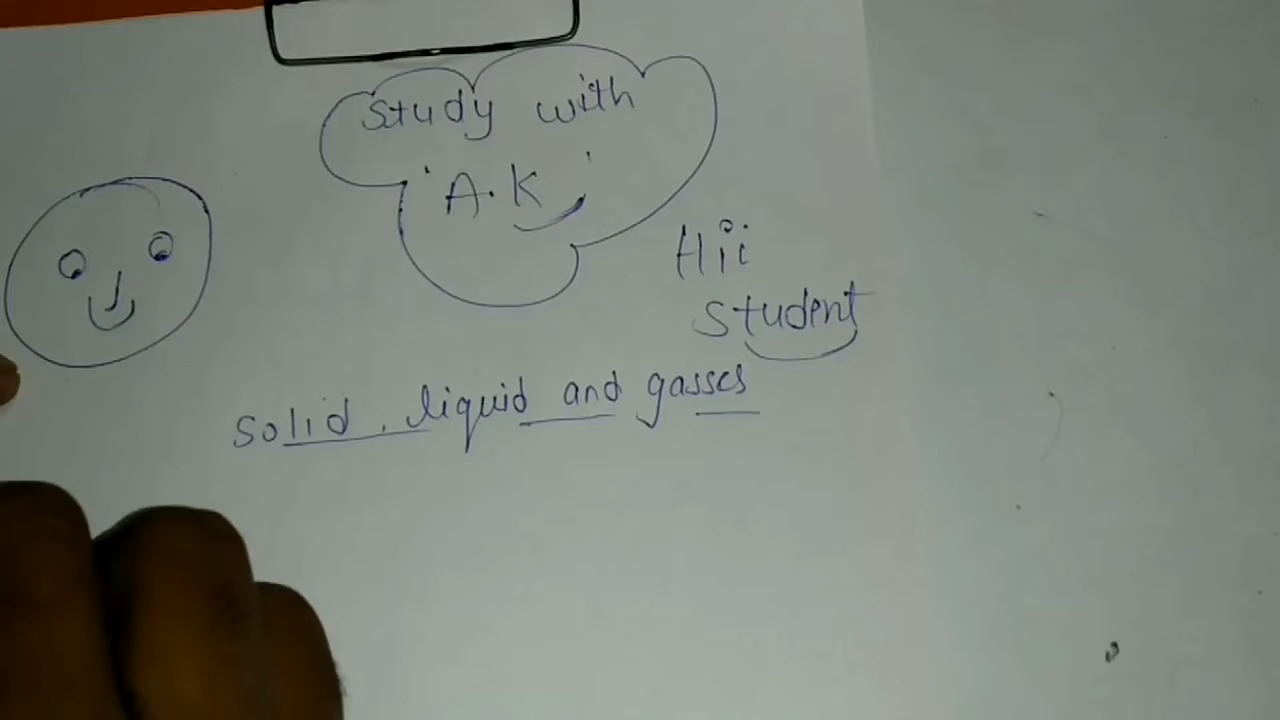 Study with
'A.K'
Hii
Student
Solid, liquid and gasses